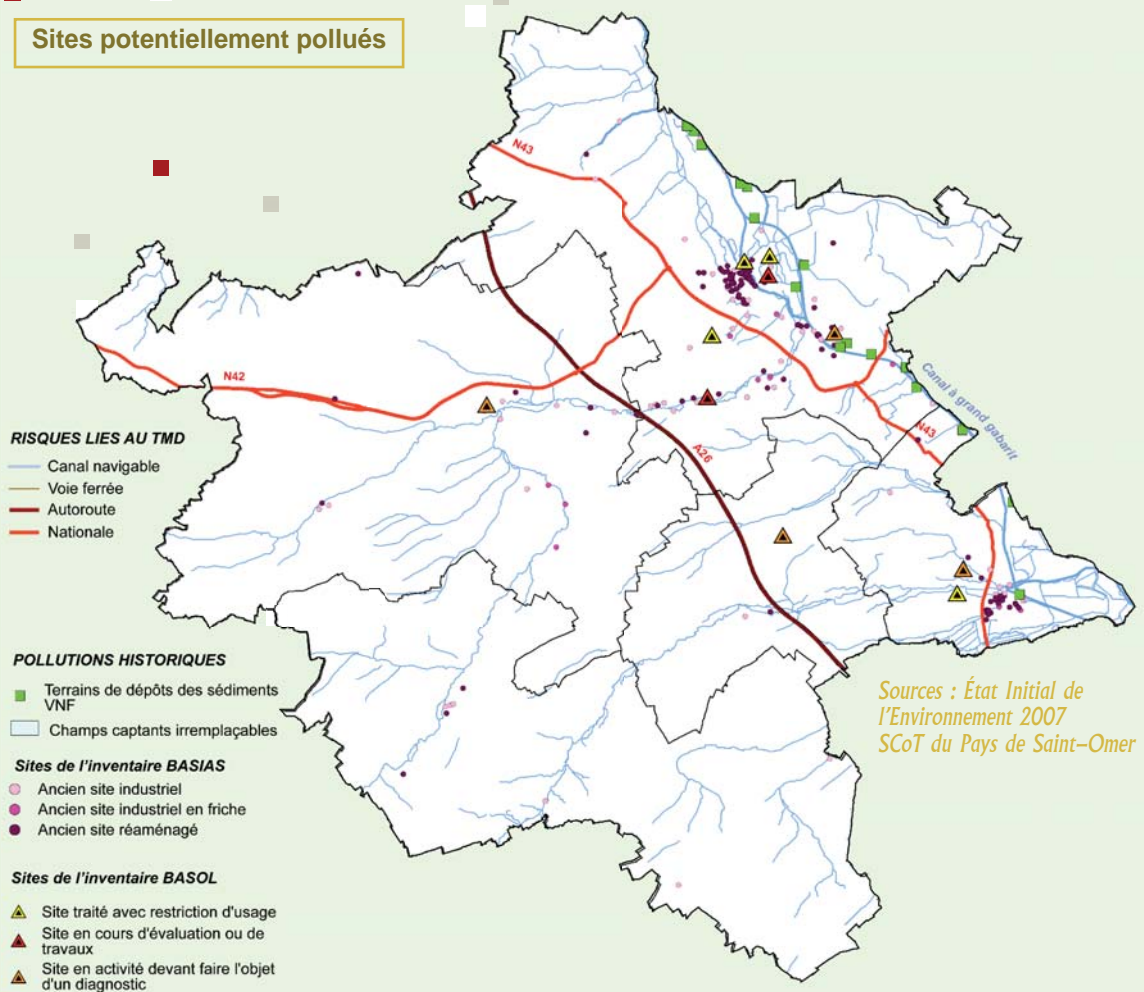 Sites potentiellement pollués
N43
N42
A26
N43
Canal à grand gabarit
RISQUES LIES AU TMD
Canal navigable
Voie ferrée
Autoroute
Nationale
POLLUTIONS HISTORIQUES
Terrains de dépôts des sédiments
VNF
Champs captants irremplaçables
Sites de l'inventaire BASIAS
Ancien site industriel
Ancien site industriel en friche
Ancien site réaménagé
Sites de l'inventaire BASOL
Site traité avec restriction d'usage
Site en cours d'évaluation ou de
travaux
Site en activité devant faire l'objet
d'un diagnostic
Sources : État Initial de
l'Environnement 2007
SCoT du Pays de Saint–Omer